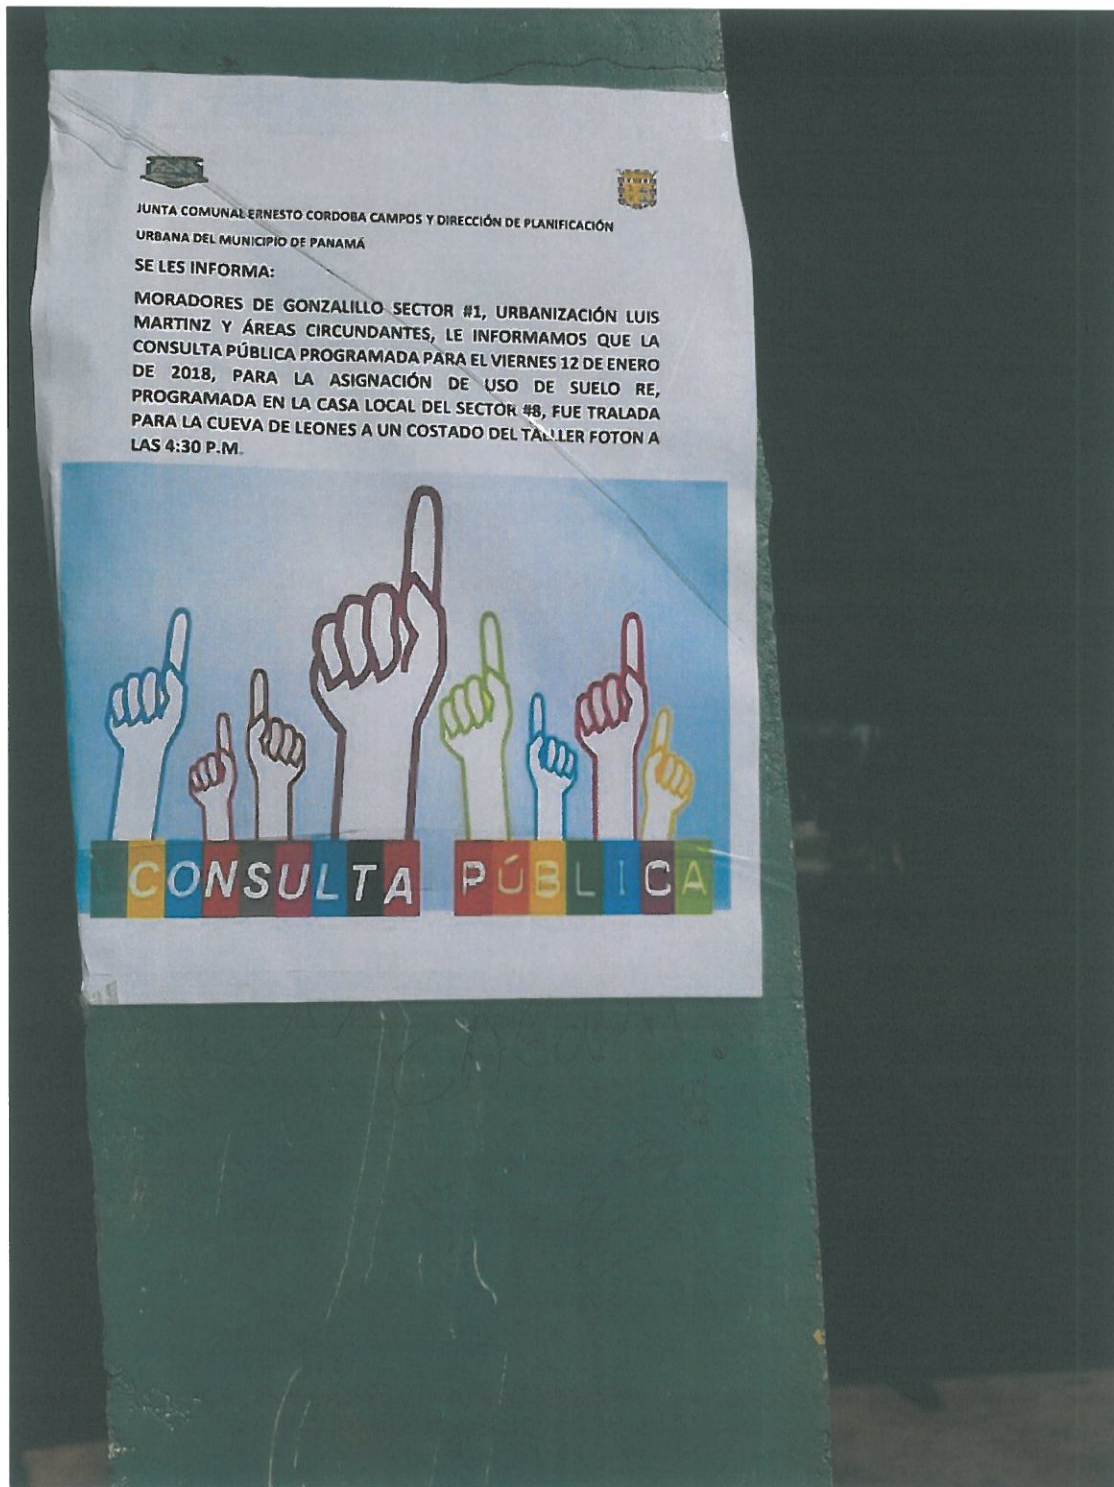 JUNTA COMUNAL ERNESTO CORDOBA CAMPOS Y DIRECCIÓN DE PLANIFICACIÓN
URBANA DEL MUNICIPIO DE PANAMÁ
SE LES INFORMA:
MORADORES DE GONZALILLO SECTOR #1, URBANIZACIÓN LUIS
MARTINZ Y ÁREAS CIRCUNDANTES, LE INFORMAMOS QUE LA
CONSULTA PÚBLICA PROGRAMADA PARA EL VIERNES 12 DE ENERO
DE 2018, PARA LA ASIGNACIÓN DE USO DE SUELO RE,
PROGRAMADA EN LA CASA LOCAL DEL SECTOR #8, FUE TRALADA
PARA LA CUEVA DE LEONES A UN COSTADO DEL TALLER FOTON A
LAS 4:30 P.M.
CONSULTA PÚBLICA